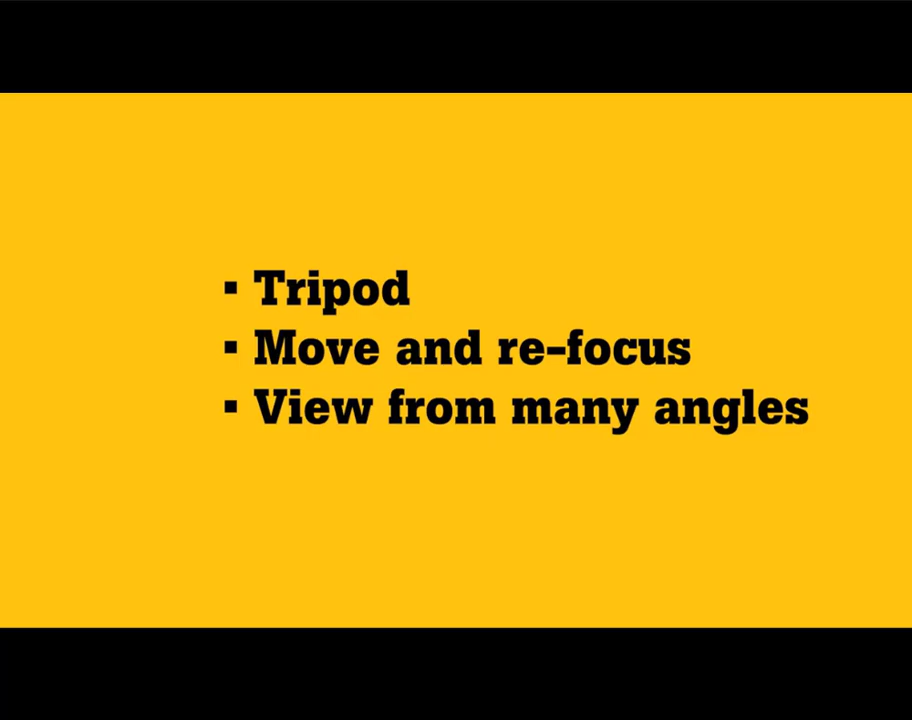 ▪ Tripod
▪ Move and re-focus
▪ View from many angles